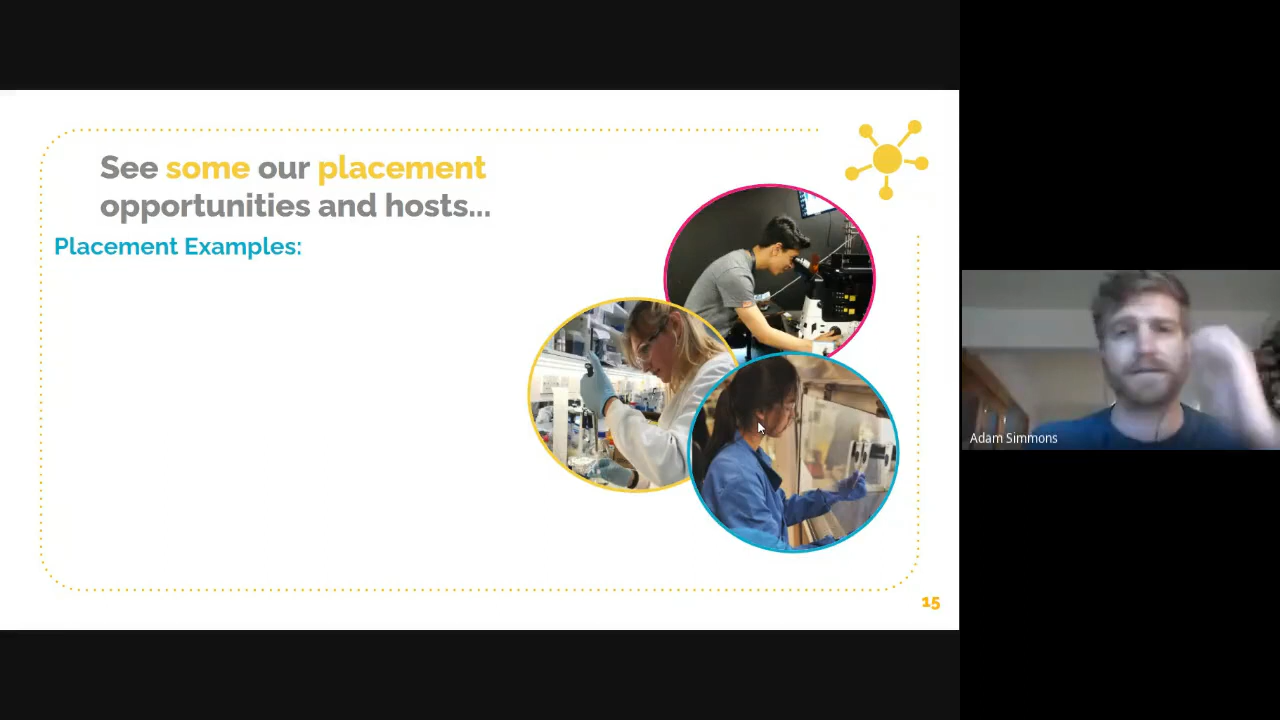 See some our placement
opportunities and hosts...
Placement Examples:
15
Adam Simmons